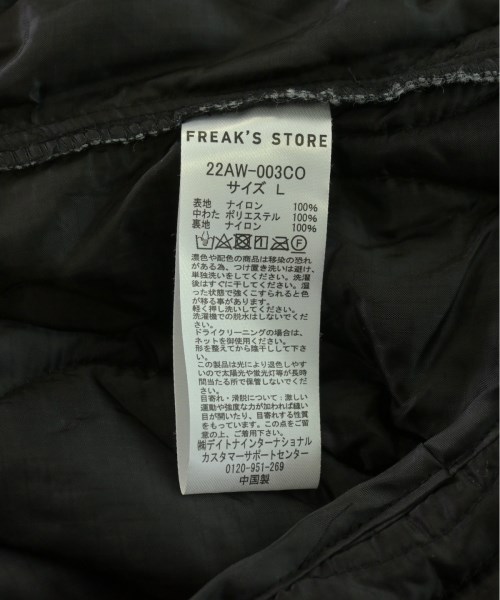 FREAK'S STORE
22AW-003CO
サイズ L
表地 ナイロン 100%
中わた ポリエステル 100%
裏地 ナイロン 100%
濃色や配色の商品は移染の恐れ
がある為、つけ置き洗いは避け、
単独洗いをしてください。洗濯
後はすぐに干してください。湿
った状態で強くこすられると色
が移る事があります。
軽く押し洗いしてください。
洗濯機での脱水はしないでくだ
さい。
ドライクリーニングの場合は、
ネットを御使用ください。
形を整えてから陰干しして下さ
い。
この製品は光により退色しやす
いので太陽光や蛍光灯等が長時
間当たる所で保管しないでくだ
さい。
目寄れ・滑脱について：激しい
運動や強度な力が加われば縫い
目が開いたり、目寄れする性質
をもっています。この点をご留
意の上、ご着用下さい。
㈱デイトナインターナショナル
カスタマーサポートセンター
0120-951-269
中国製